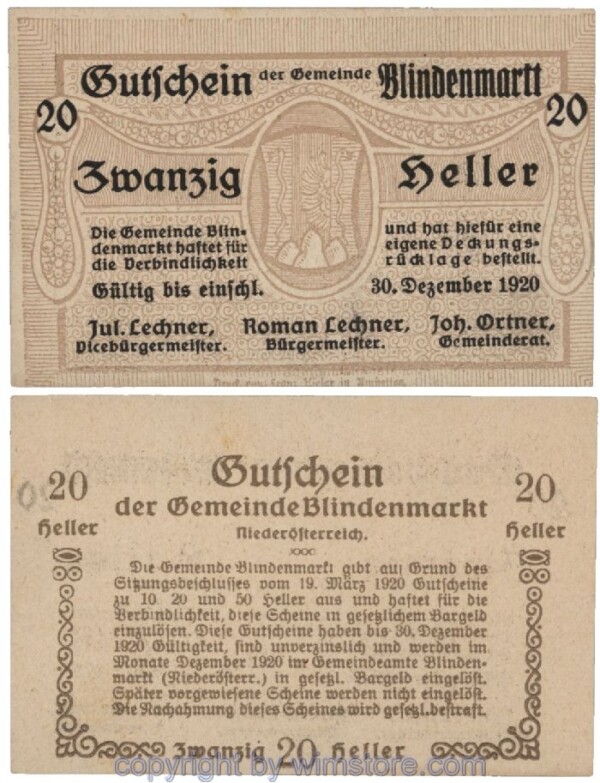 Gutschein der Gemeinde Blindenmarkt
20 20
Zwanzig Heller
Die Gemeinde Blin-
denmarkt haftet für
die Verbindlichkeit
und hat hiefür eine
eigene Deckungs-
rücklage bestellt.
Gültig bis einschl. 30. Dezember 1920
Jul. Lechner, Roman Lechner, Joh. Ortner,
Vicebürgermeister. Bürgermeister. Gemeinderat.
20 Gutschein 20
der Gemeinde Blindenmarkt
Heller Niederösterreich. Heller
xxx
Die Gemeinde Blindenmarkt gibt auf Grund des
Sitzungsbeschlusses vom 19. März 1920 Gutscheine
zu 10, 20 und 50 Heller aus und haftet für die
Verbindlichkeit, diese Scheine in gesetzlichem Bargeld
einzulösen. Diese Gutscheine haben bis 30. Dezember
1920 Gültigkeit, sind unverzinslich und werden im
Monate Dezember 1920 im Gemeindeamte Blinden-
markt (Niederösterr.) in gesetzl. Bargeld eingelöst.
Später vorgewiesene Scheine werden nicht eingelöst.
Die Nachahmung dieses Scheines wird gesetzl. bestraft.
Zwanzig 20 Heller
copyright by wimstore.com